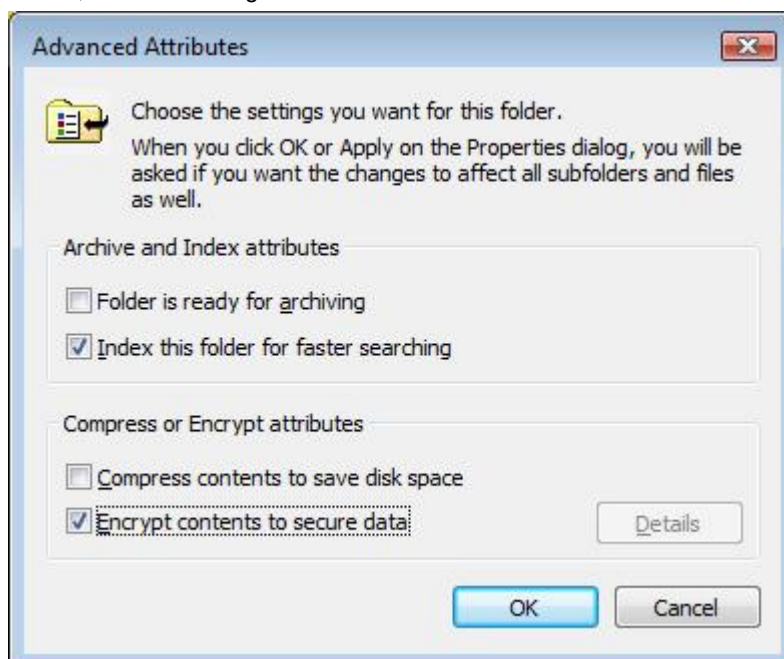 Advanced Attributes
Choose the settings you want for this folder.
When you click OK or Apply on the Properties dialog, you will be
asked if you want the changes to affect all subfolders and files
as well.
Archive and Index attributes
Folder is ready for archiving
Index this folder for faster searching
Compress or Encrypt attributes
Compress contents to save disk space
Encrypt contents to secure data
Details
OK
Cancel